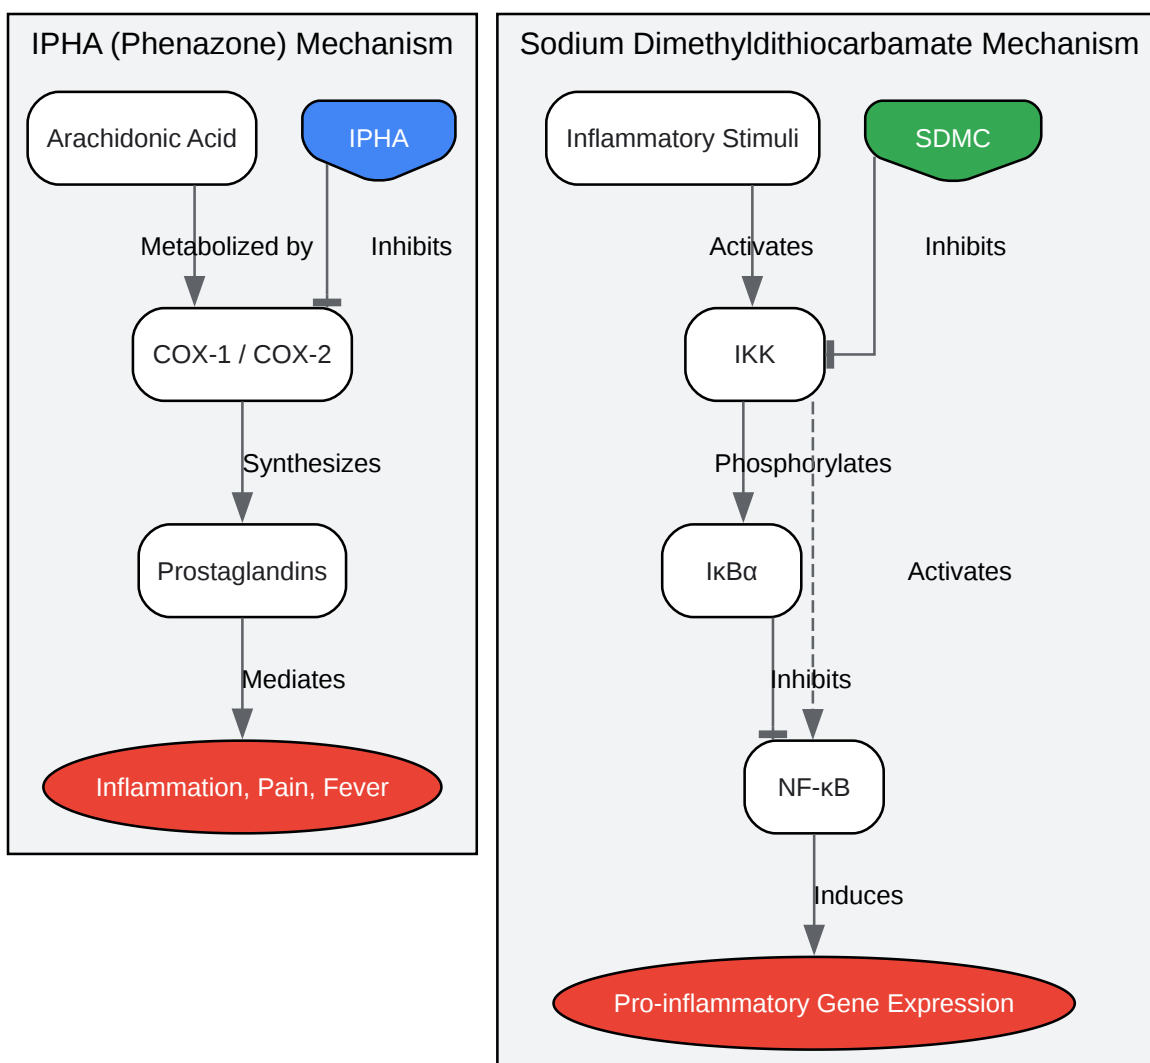 IPHA (Phenazone) Mechanism
Arachidonic Acid
IPHA
Metabolized by
Inhibits
COX-1 / COX-2
Synthesizes
Prostaglandins
Mediates
Inflammation, Pain, Fever
Sodium Dimethyldithiocarbamate Mechanism
Inflammatory Stimuli
SDMC
Activates
Inhibits
IKK
Phosphorylates
IκBα
Activates
Inhibits
NF-κB
Induces
Pro-inflammatory Gene Expression